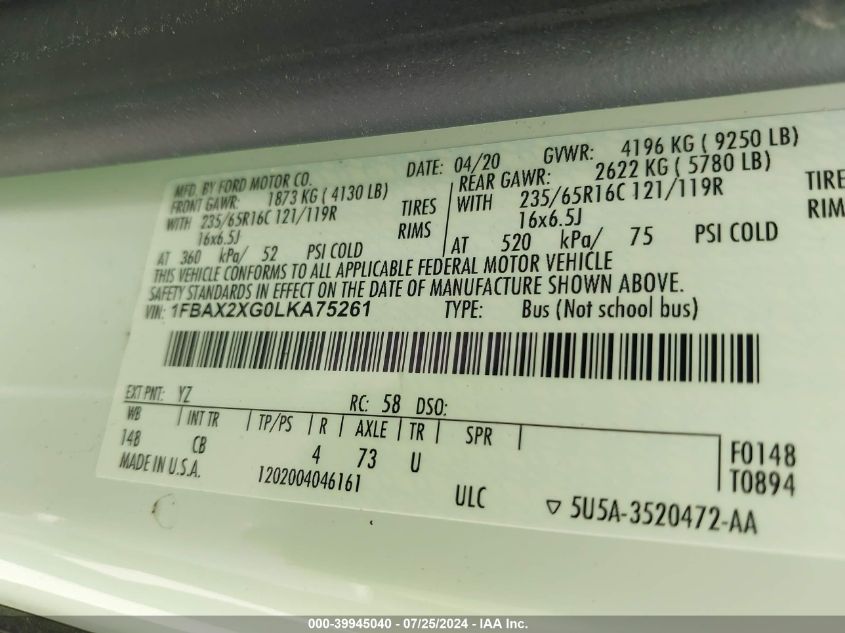 MFD. BY FORD MOTOR CO.
DATE: 04/20 GVWR: 4196 KG ( 9250 LB)
FRONT GAWR: 1873 KG ( 4130 LB)
REAR GAWR: 2622 KG ( 5780 LB)
WITH 235/65R16C 121/119R TIRES
WITH 235/65R16C 121/119R TIRE
16x6.5J RIMS
16x6.5J RIM
AT 360 kPa/ 52 PSI COLD
AT 520 kPa/ 75 PSI COLD
THIS VEHICLE CONFORMS TO ALL APPLICABLE FEDERAL MOTOR VEHICLE
SAFETY STANDARDS IN EFFECT ON THE DATE OF MANUFACTURE SHOWN ABOVE.
VIN: 1FBAX2XG0LKA75261 TYPE: Bus (Not school bus)
EXT PNT: YZ RC: 58 DSO:
WB INT TR TP/PS R AXLE TR SPR
148 CB 4 73 U
F0148
T0894
MADE IN U.S.A. 1202004046161
ULC ▽ 5U5A-3520472-AA
000-39945040 - 07/25/2024 - IAA Inc.